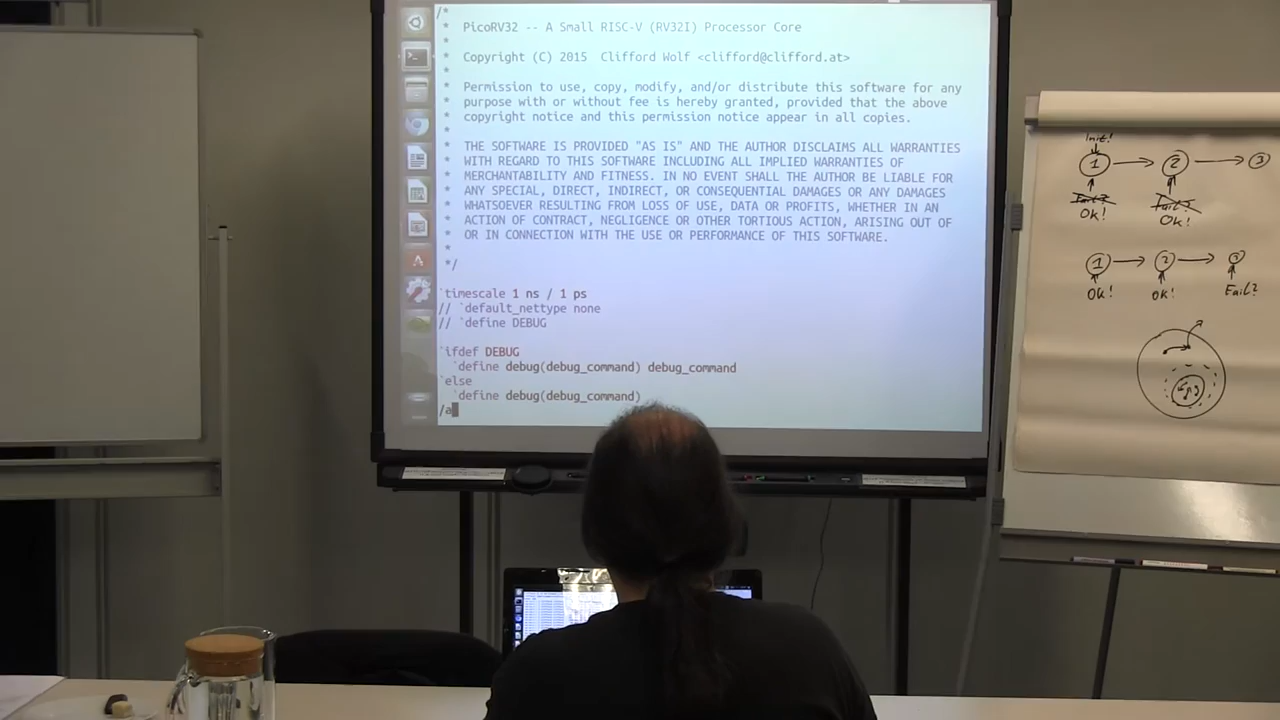 /*
 *  PicoRV32 -- A Small RISC-V (RV32I) Processor Core
 *
 *  Copyright (C) 2015  Clifford Wolf <clifford@clifford.at>
 *
 *  Permission to use, copy, modify, and/or distribute this software for any
 *  purpose with or without fee is hereby granted, provided that the above
 *  copyright notice and this permission notice appear in all copies.
 *
 *  THE SOFTWARE IS PROVIDED "AS IS" AND THE AUTHOR DISCLAIMS ALL WARRANTIES
 *  WITH REGARD TO THIS SOFTWARE INCLUDING ALL IMPLIED WARRANTIES OF
 *  MERCHANTABILITY AND FITNESS. IN NO EVENT SHALL THE AUTHOR BE LIABLE FOR
 *  ANY SPECIAL, DIRECT, INDIRECT, OR CONSEQUENTIAL DAMAGES OR ANY DAMAGES
 *  WHATSOEVER RESULTING FROM LOSS OF USE, DATA OR PROFITS, WHETHER IN AN
 *  ACTION OF CONTRACT, NEGLIGENCE OR OTHER TORTIOUS ACTION, ARISING OUT OF
 *  OR IN CONNECTION WITH THE USE OR PERFORMANCE OF THIS SOFTWARE.
 *
 */
`timescale 1 ns / 1 ps
// `default_nettype none
// `define DEBUG
`ifdef DEBUG
  `define debug(debug_command) debug_command
`else
  `define debug(debug_command)
/a
Init!
1 2 3
Fail? Fail?
OK! OK!
1 2 3
OK! OK! Fail?